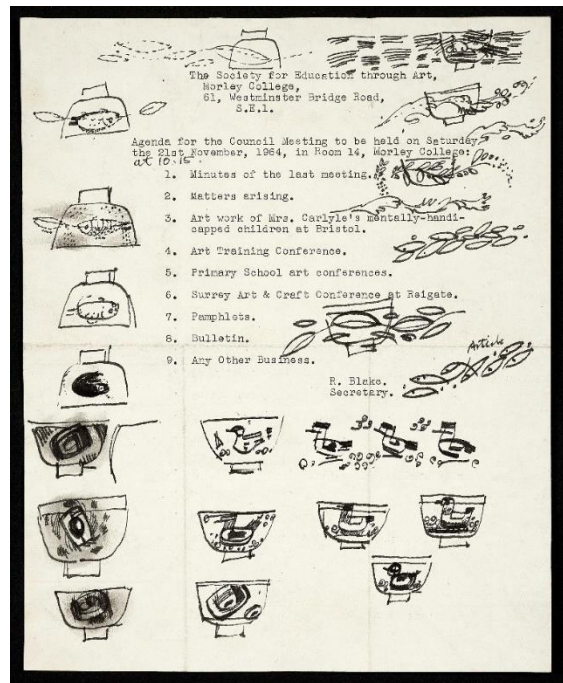 The Society for Education through Art,
Morley College,
61, Westminster Bridge Road,
S.E.1.
Agenda for the Council Meeting to be held on Saturday,
the 21st November, 1964, in Room 14, Morley College:
at 10.15.
1. Minutes of the last meeting.
2. Matters arising.
3. Art work of Mrs. Carlyle's mentally-handi-
capped children at Bristol.
4. Art Training Conference.
5. Primary School art conferences.
6. Surrey Art & Craft Conference at Reigate.
7. Pamphlets.
8. Bulletin.
9. Any Other Business.
Article
R. Blake.
Secretary.